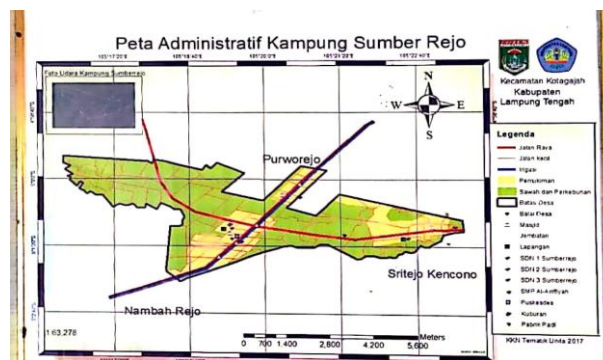 Peta Administratif Kampung Sumber Rejo
Foto Udara Kampung Sumberrejo
Kecamatan Kotagajah
Kabupaten
Lampung Tengah
N
W
E
S
Purworejo
Sritejo Kencono
Nambah Rejo
Legenda
Jalan Raya
Jalan kecil
Irigasi
Pemukiman
Sawah dan Perkebunan
Batas Desa
Balai Desa
Masjid
Jembatan
Lapangan
SDN 1 Sumberrejo
SDN 2 Sumberrejo
SDN 3 Sumberrejo
Puskesdes
Kuburan
Pabrik Padi
1:63,278
0 700 1.400 2.800 4.200 5.600
Meters
KKN Tematik Unila 2017